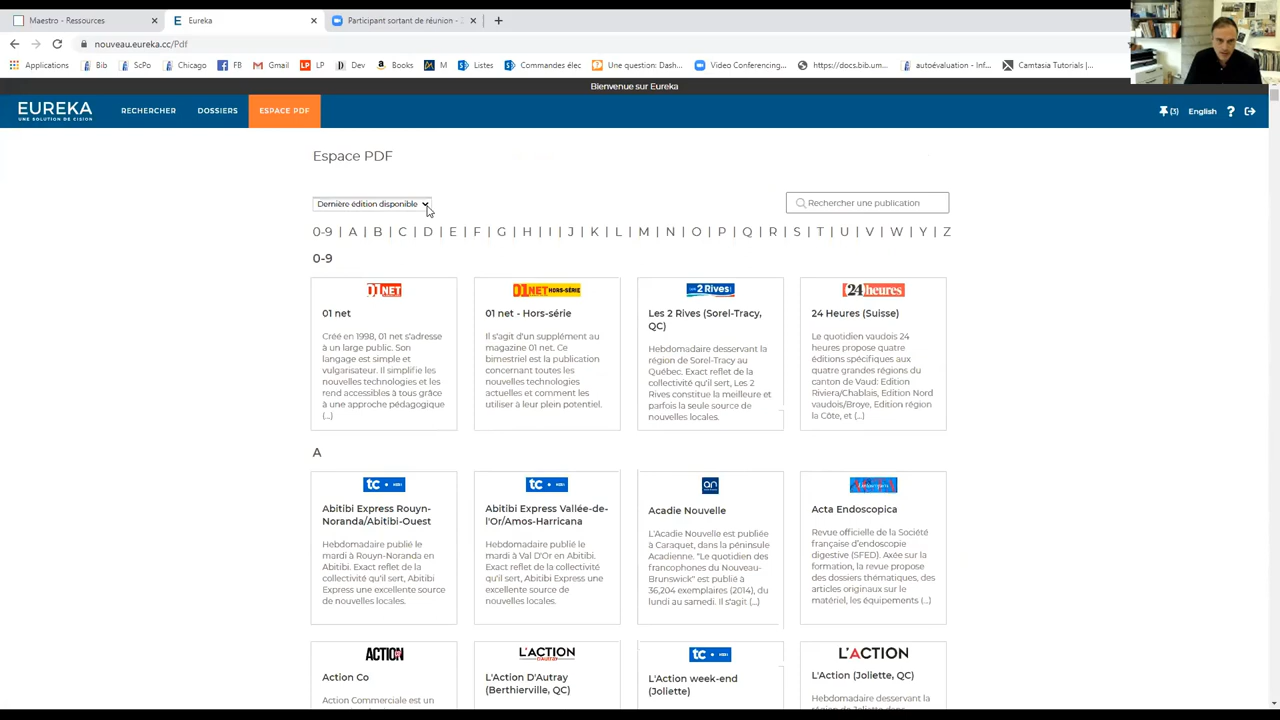 Maestro - Ressources
Eureka
Participant sortant de réunion - Z
nouveau.eureka.cc/Pdf
Applications
Bib
ScPo
Chicago
FB
Gmail
LP
Dev
Books
M
Listes
Commandes élec
Une question: Dash...
Video Conferencing...
https://docs.bib.um...
autoévaluation - Inf...
Camtasia Tutorials |...
Bienvenue sur Eureka
EUREKA
UNE SOLUTION DE CISION
RECHERCHER
DOSSIERS
ESPACE PDF
(3)
English
?
Espace PDF
Dernière édition disponible
Rechercher une publication
0-9 | A | B | C | D | E | F | G | H | I | J | K | L | M | N | O | P | Q | R | S | T | U | V | W | Y | Z
0-9
01NET
01 net
Créé en 1998, 01 net s'adresse
à un large public. Son
langage est simple et
vulgarisateur. Il simplifie les
nouvelles technologies et les
rend accessibles à tous grâce
à une approche pédagogique
(...)
01NET HORS-SÉRIE
01 net - Hors-série
Il s'agit d'un supplément au
magazine 01 net. Ce
bimestriel est la publication
concernant toutes les
nouvelles technologies
actuelles et comment les
utiliser à leur plein potentiel.
LES 2 Rives
Les 2 Rives (Sorel-Tracy,
QC)
Hebdomadaire desservant la
région de Sorel-Tracy au
Québec. Exact reflet de la
collectivité qu'il sert, Les 2
Rives constitue la meilleure et
parfois la seule source de
nouvelles locales.
24heures
24 Heures (Suisse)
Le quotidien vaudois 24
heures propose quatre
éditions spécifiques aux
quatre grandes régions du
canton de Vaud: Edition
Riviera/Chablais, Edition Nord
vaudois/Broye, Edition région
la Côte, et (...)
A
tc
Abitibi Express Rouyn-
Noranda/Abitibi-Ouest
Hebdomadaire publié le
mardi à Rouyn-Noranda en
Abitibi. Exact reflet de la
collectivité qu'il sert, Abitibi
Express une excellente
source de nouvelles locales.
tc
Abitibi Express Vallée-de-
l'Or/Amos-Harricana
Hebdomadaire publié le
mardi à Val D'Or en Abitibi.
Exact reflet de la collectivité
qu'il sert, Abitibi Express une
excellente source de
nouvelles locales.
an
Acadie Nouvelle
L'Acadie Nouvelle est publiée
à Caraquet, dans la péninsule
Acadienne. "Le quotidien des
francophones du Nouveau-
Brunswick" est publié à
36,204 exemplaires (2014), du
lundi au samedi. Il s'agit (...)
Acta Endoscopica
Revue officielle de la Société
française d'endoscopie
digestive (SFED). Axée sur la
formation, la revue propose
des dossiers thématiques, des
articles originaux sur le
matériel, les équipements (...)
ACTION
Action Co
Action Commerciale est un
L'ACTION
D'Autray
L'Action D'Autray
(Berthierville, QC)
tc
L'Action week-end
(Joliette)
L'ACTION
L'Action (Joliette, QC)
Hebdomadaire desservant la